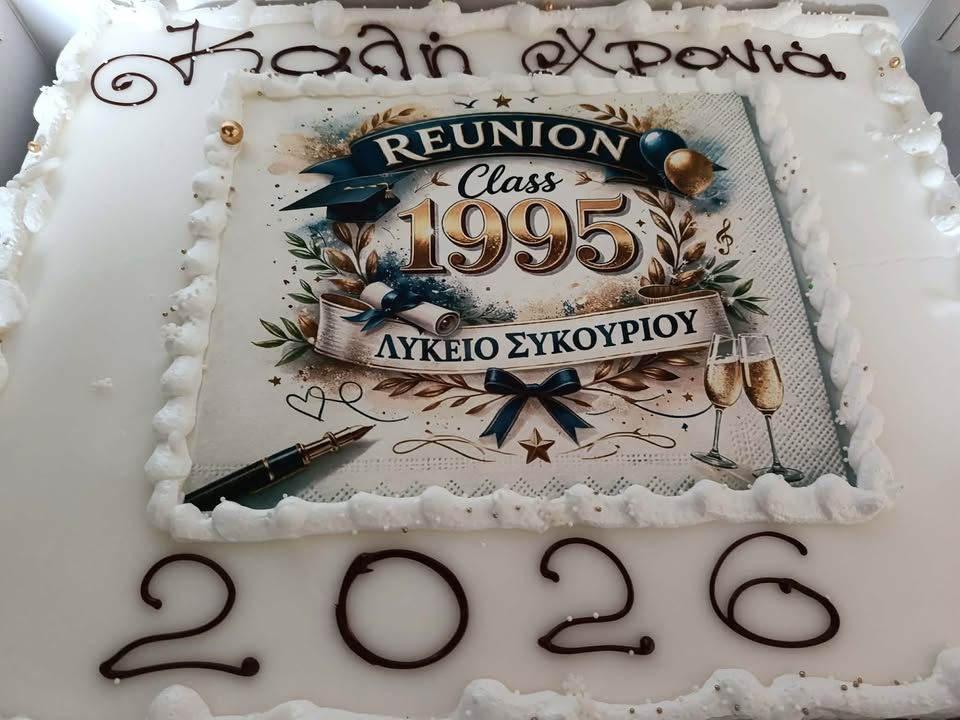 Καλή Χρονιά
REUNION
Class
1995
ΛΥΚΕΙΟ ΣΥΚΟΥΡΙΟΥ
2026